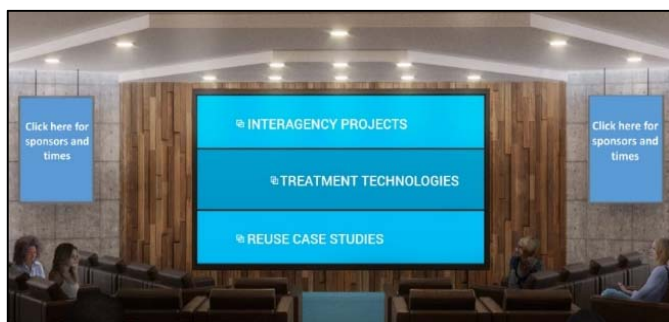 Click here for
sponsors and
times
INTERAGENCY PROJECTS
TREATMENT TECHNOLOGIES
REUSE CASE STUDIES
Click here for
sponsors and
times